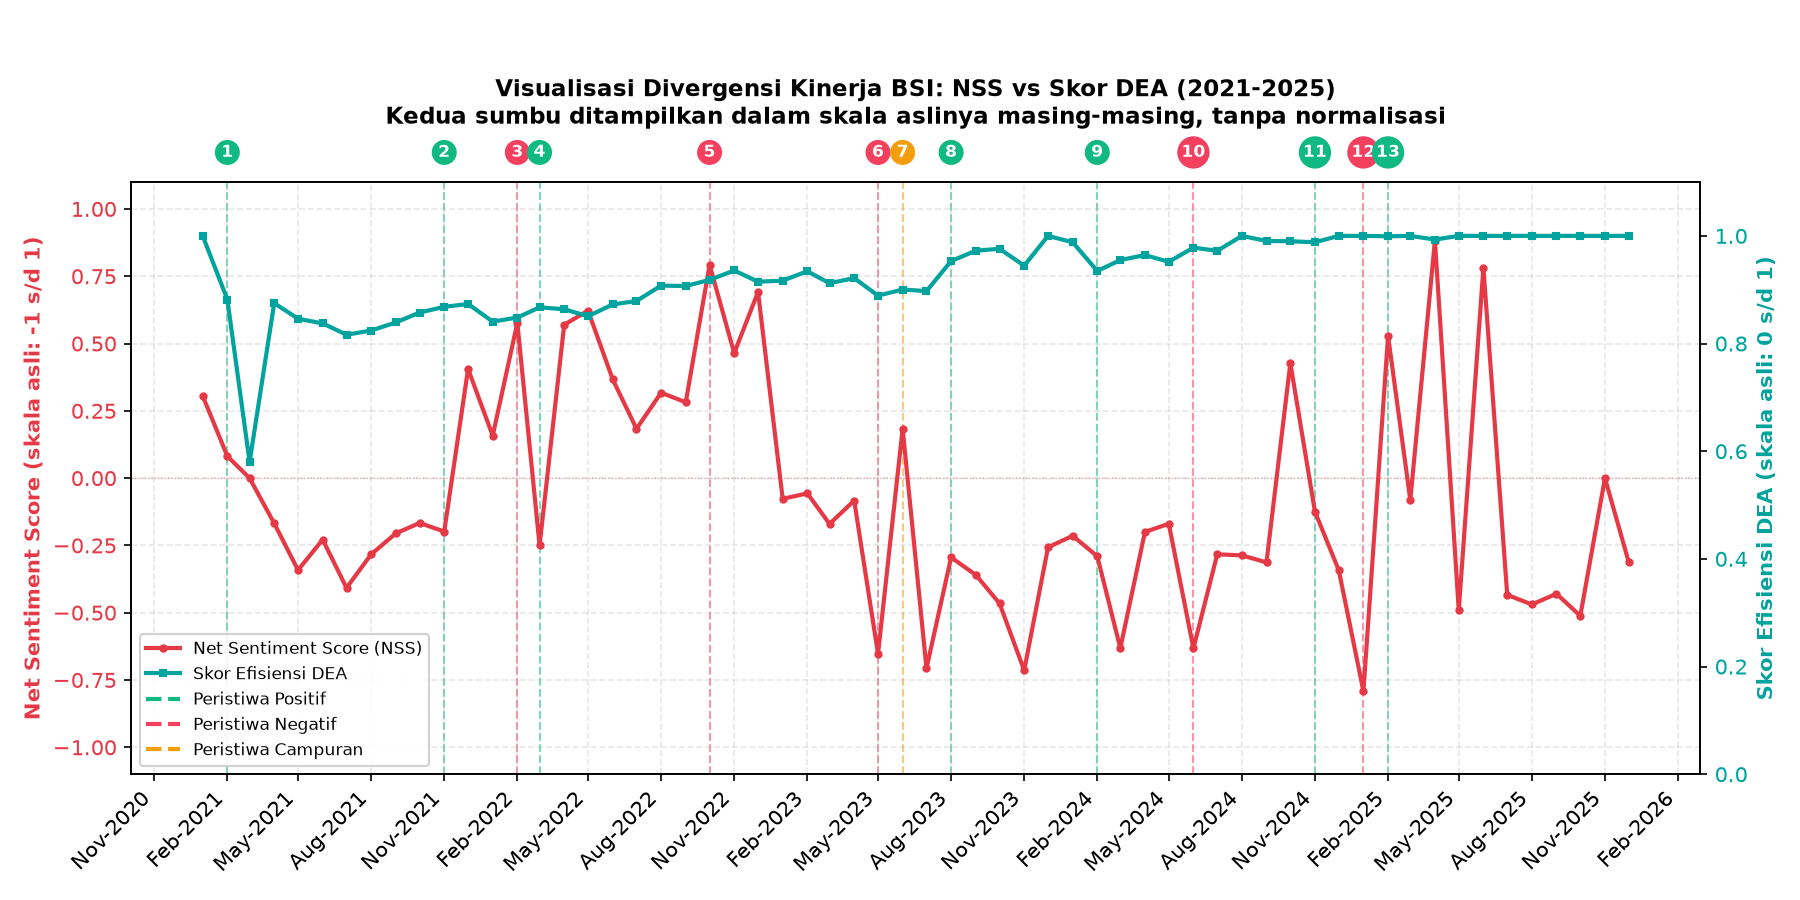 Visualisasi Divergensi Kinerja BSI: NSS vs Skor DEA (2021-2025)
Kedua sumbu ditampilkan dalam skala aslinya masing-masing, tanpa normalisasi
1 2 3 4 5 6 7 8 9 10 11 12 13
Net Sentiment Score (skala asli: -1 s/d 1)
1.00
0.75
0.50
0.25
0.00
−0.25
−0.50
−0.75
−1.00
Net Sentiment Score (NSS)
Skor Efisiensi DEA
Peristiwa Positif
Peristiwa Negatif
Peristiwa Campuran
1.0
0.8
0.6
0.4
0.2
0.0
Skor Efisiensi DEA (skala asli: 0 s/d 1)
Nov-2020 Feb-2021 May-2021 Aug-2021 Nov-2021 Feb-2022 May-2022 Aug-2022 Nov-2022 Feb-2023 May-2023 Aug-2023 Nov-2023 Feb-2024 May-2024 Aug-2024 Nov-2024 Feb-2025 May-2025 Aug-2025 Nov-2025 Feb-2026